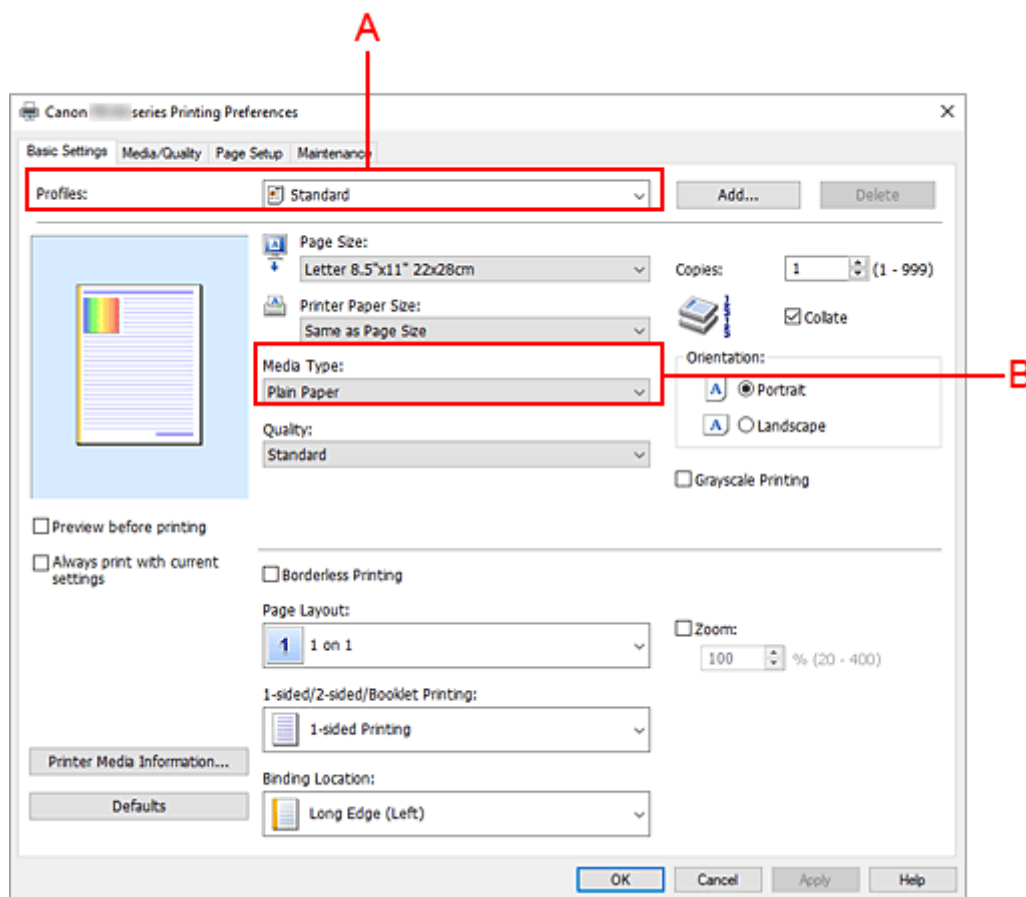 A
Canon series Printing Preferences
Basic Settings Media/Quality Page Setup Maintenance
Profiles: Standard Add... Delete
Page Size:
Letter 8.5"x11" 22x28cm
Copies: 1 (1 - 999)
Printer Paper Size:
Same as Page Size
Collate
Media Type:
Plain Paper
B
Orientation:
A Portrait
A Landscape
Quality:
Standard
Grayscale Printing
Preview before printing
Always print with current
settings
Borderless Printing
Page Layout:
1 1 on 1
Zoom:
100 % (20 - 400)
1-sided/2-sided/Booklet Printing:
1-sided Printing
Printer Media Information...
Binding Location:
Defaults
Long Edge (Left)
OK Cancel Apply Help